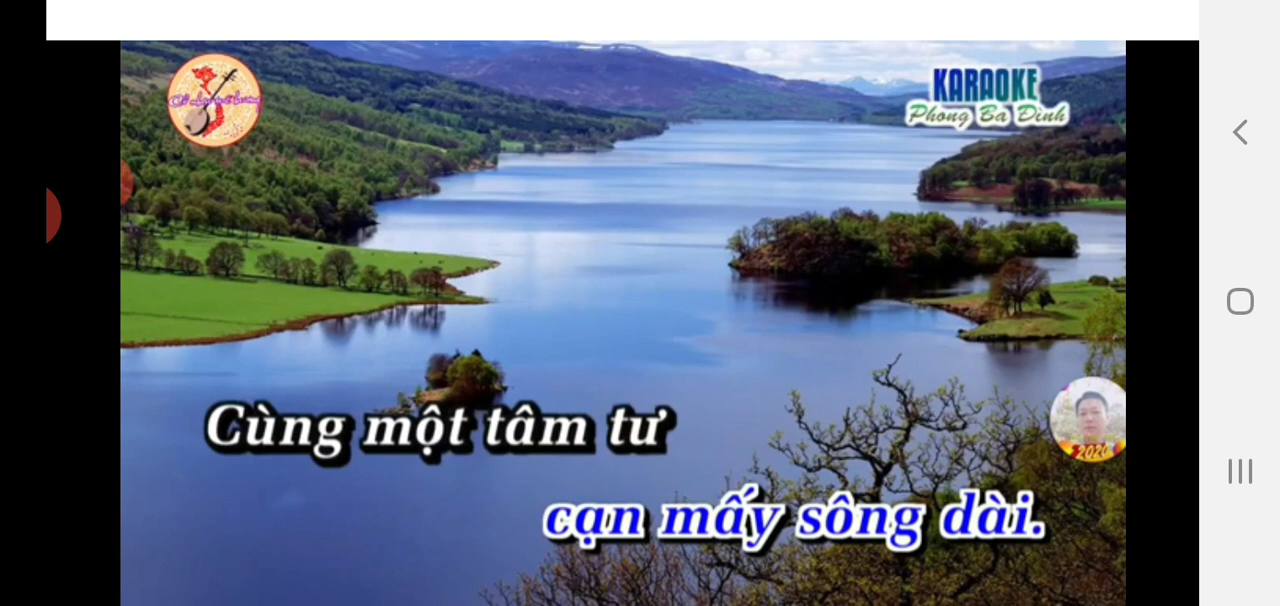 KARAOKE
Phong Ba Đình
Cùng một tâm tư
cạn mấy sông dài.
2020